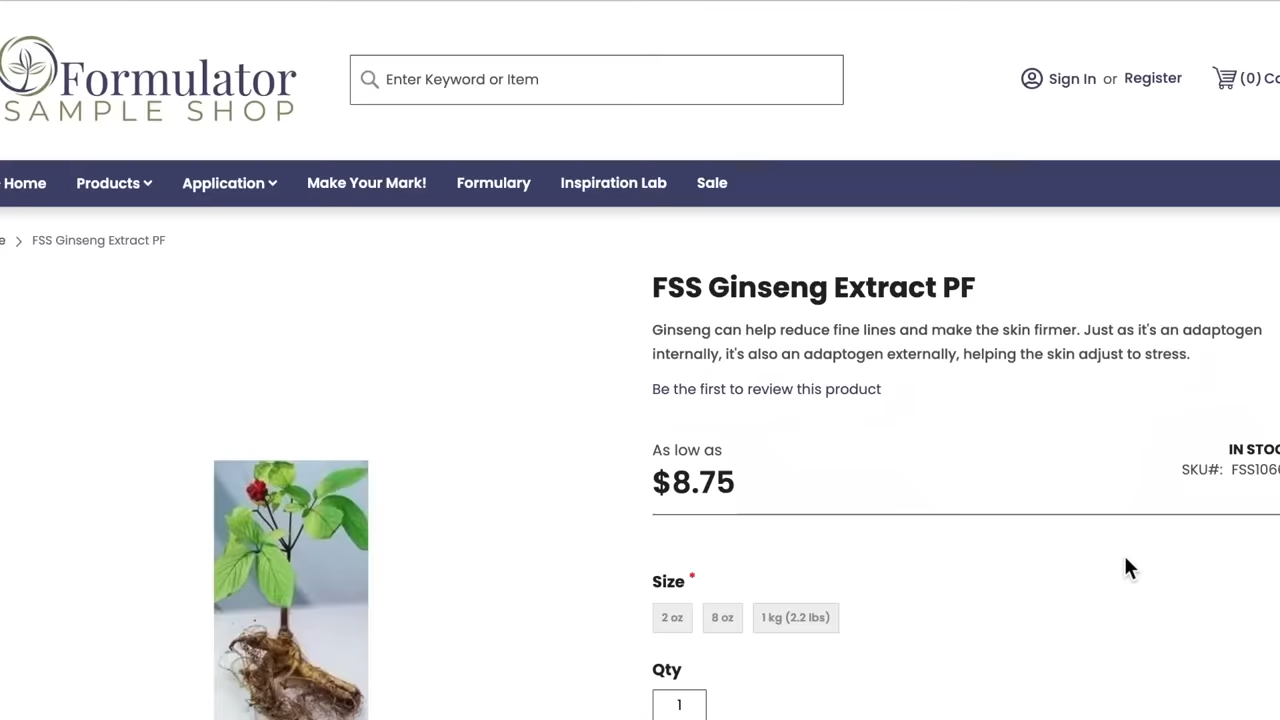 Formulator
SAMPLE SHOP
Enter Keyword or Item
Sign In or Register
(0)
Home
Products
Application
Make Your Mark!
Formulary
Inspiration Lab
Sale
FSS Ginseng Extract PF
FSS Ginseng Extract PF
Ginseng can help reduce fine lines and make the skin firmer. Just as it's an adaptogen
internally, it's also an adaptogen externally, helping the skin adjust to stress.
Be the first to review this product
As low as
$8.75
IN STOC
SKU#: FSS106
Size *
2 oz
8 oz
1 kg (2.2 lbs)
Qty
1